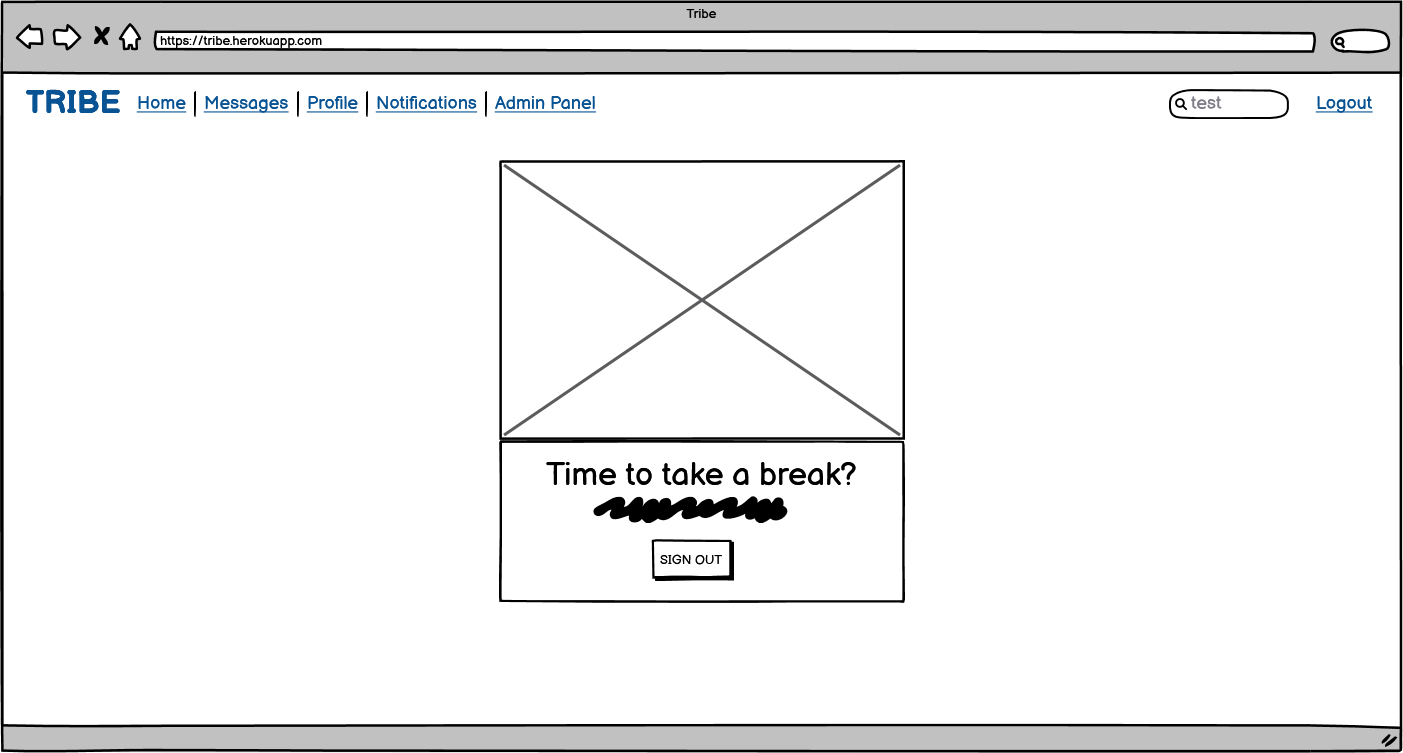 Tribe
https://tribe.herokuapp.com
TRIBE Home Messages Profile Notifications Admin Panel test Logout
Time to take a break?
SIGN OUT